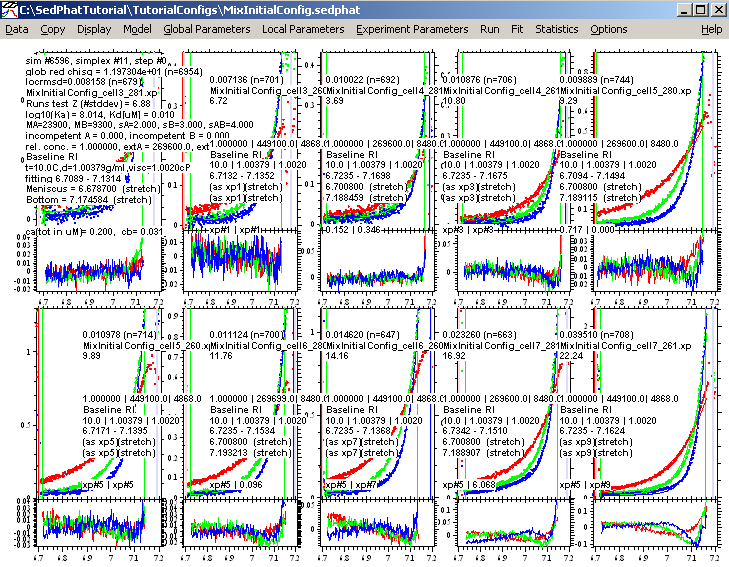 C:\SedPhatTutorial\TutorialConfigs\MixInitialConfig.sedphat
Data Copy Display Model Global Parameters Local Parameters Experiment Parameters Run Fit Statistics Options Help
sim #6596, simplex #11, step #0
glob red chisq = 1.197304e+01 (n=6954)
locrmsd=0.008158 (n=679)
MixInitialConfig_cell3_281.xp
Runs test Z (#stddev) = 6.88
log10(Ka) = 8.014, Kd[uM] = 0.010
MA=23900, MB=9300, sA=2.000, sB=3.000, sAB=4.000
incompetent A = 0.000, incompetent B = 0.000
rel. conc. = 1.000000, extA = 269600.0, ext
Baseline RI
t=10.0C,d=1.00379g/ml,visc=1.0020cP
fitting 6.7089 - 7.1314
Meniscus = 6.678700 (stretch)
Bottom = 7.174584 (stretch)
ca(tot in uM)= 0.200, cb= 0.031
0.007136 (n=701)
MixInitialConfig_cell3_260
6.72
1.000000 | 449100.0 | 4868.0
Baseline RI
10.0 | 1.00379 | 1.0020
6.7132 - 7.1352
(as xp1)(stretch)
(as xp1)(stretch)
xp#1 | xp#1
0.010022 (n=692)
MixInitialConfig_cell4_281
3.69
1.000000 | 269600.0 | 8480.0
Baseline RI
10.0 | 1.00379 | 1.0020
6.7235 - 7.1698
6.700800 (stretch)
7.188459 (stretch)
0.152 | 0.346
0.010876 (n=706)
MixInitialConfig_cell4_261
10.80
1.000000 | 449100.0 | 4868.0
Baseline RI
10.0 | 1.00379 | 1.0020
6.7235 - 7.1675
(as xp3)(stretch)
(as xp3)(stretch)
xp#3 | xp#3
0.009889 (n=744)
MixInitialConfig_cell5_280.xp
9.29
1.000000 | 269600.0 | 8480.0
Baseline RI
10.0 | 1.00379 | 1.0020
6.7094 - 7.1494
6.700800 (stretch)
7.189115 (stretch)
0.717 | 0.000
0.010978 (n=714)
MixInitialConfig_cell5_260.xp
9.89
1.000000 | 449100.0 | 4868.0
Baseline RI
10.0 | 1.00379 | 1.0020
6.7171 - 7.1395
(as xp5)(stretch)
(as xp5)(stretch)
xp#5 | xp#5
0.011124 (n=700)
MixInitialConfig_cell6_280
11.76
1.000000 | 269600.0 | 8480.0
Baseline RI
10.0 | 1.00379 | 1.0020
6.7235 - 7.1534
6.700800 (stretch)
7.193213 (stretch)
xp#5 | 0.096
0.014620 (n=647)
MixInitialConfig_cell6_260
14.16
1.000000 | 449100.0 | 4868.0
Baseline RI
10.0 | 1.00379 | 1.0020
6.7235 - 7.1368
(as xp7)(stretch)
(as xp7)(stretch)
xp#5 | xp#7
0.023260 (n=663)
MixInitialConfig_cell7_281
16.92
1.000000 | 269600.0 | 8480.0
Baseline RI
10.0 | 1.00379 | 1.0020
6.7342 - 7.1510
6.700800 (stretch)
7.188907 (stretch)
xp#5 | 6.068
0.039510 (n=708)
MixInitialConfig_cell7_261.xp
22.24
1.000000 | 449100.0 | 4868.0
Baseline RI
10.0 | 1.00379 | 1.0020
6.7235 - 7.1624
(as xp9)(stretch)
(as xp9)(stretch)
xp#5 | xp#9